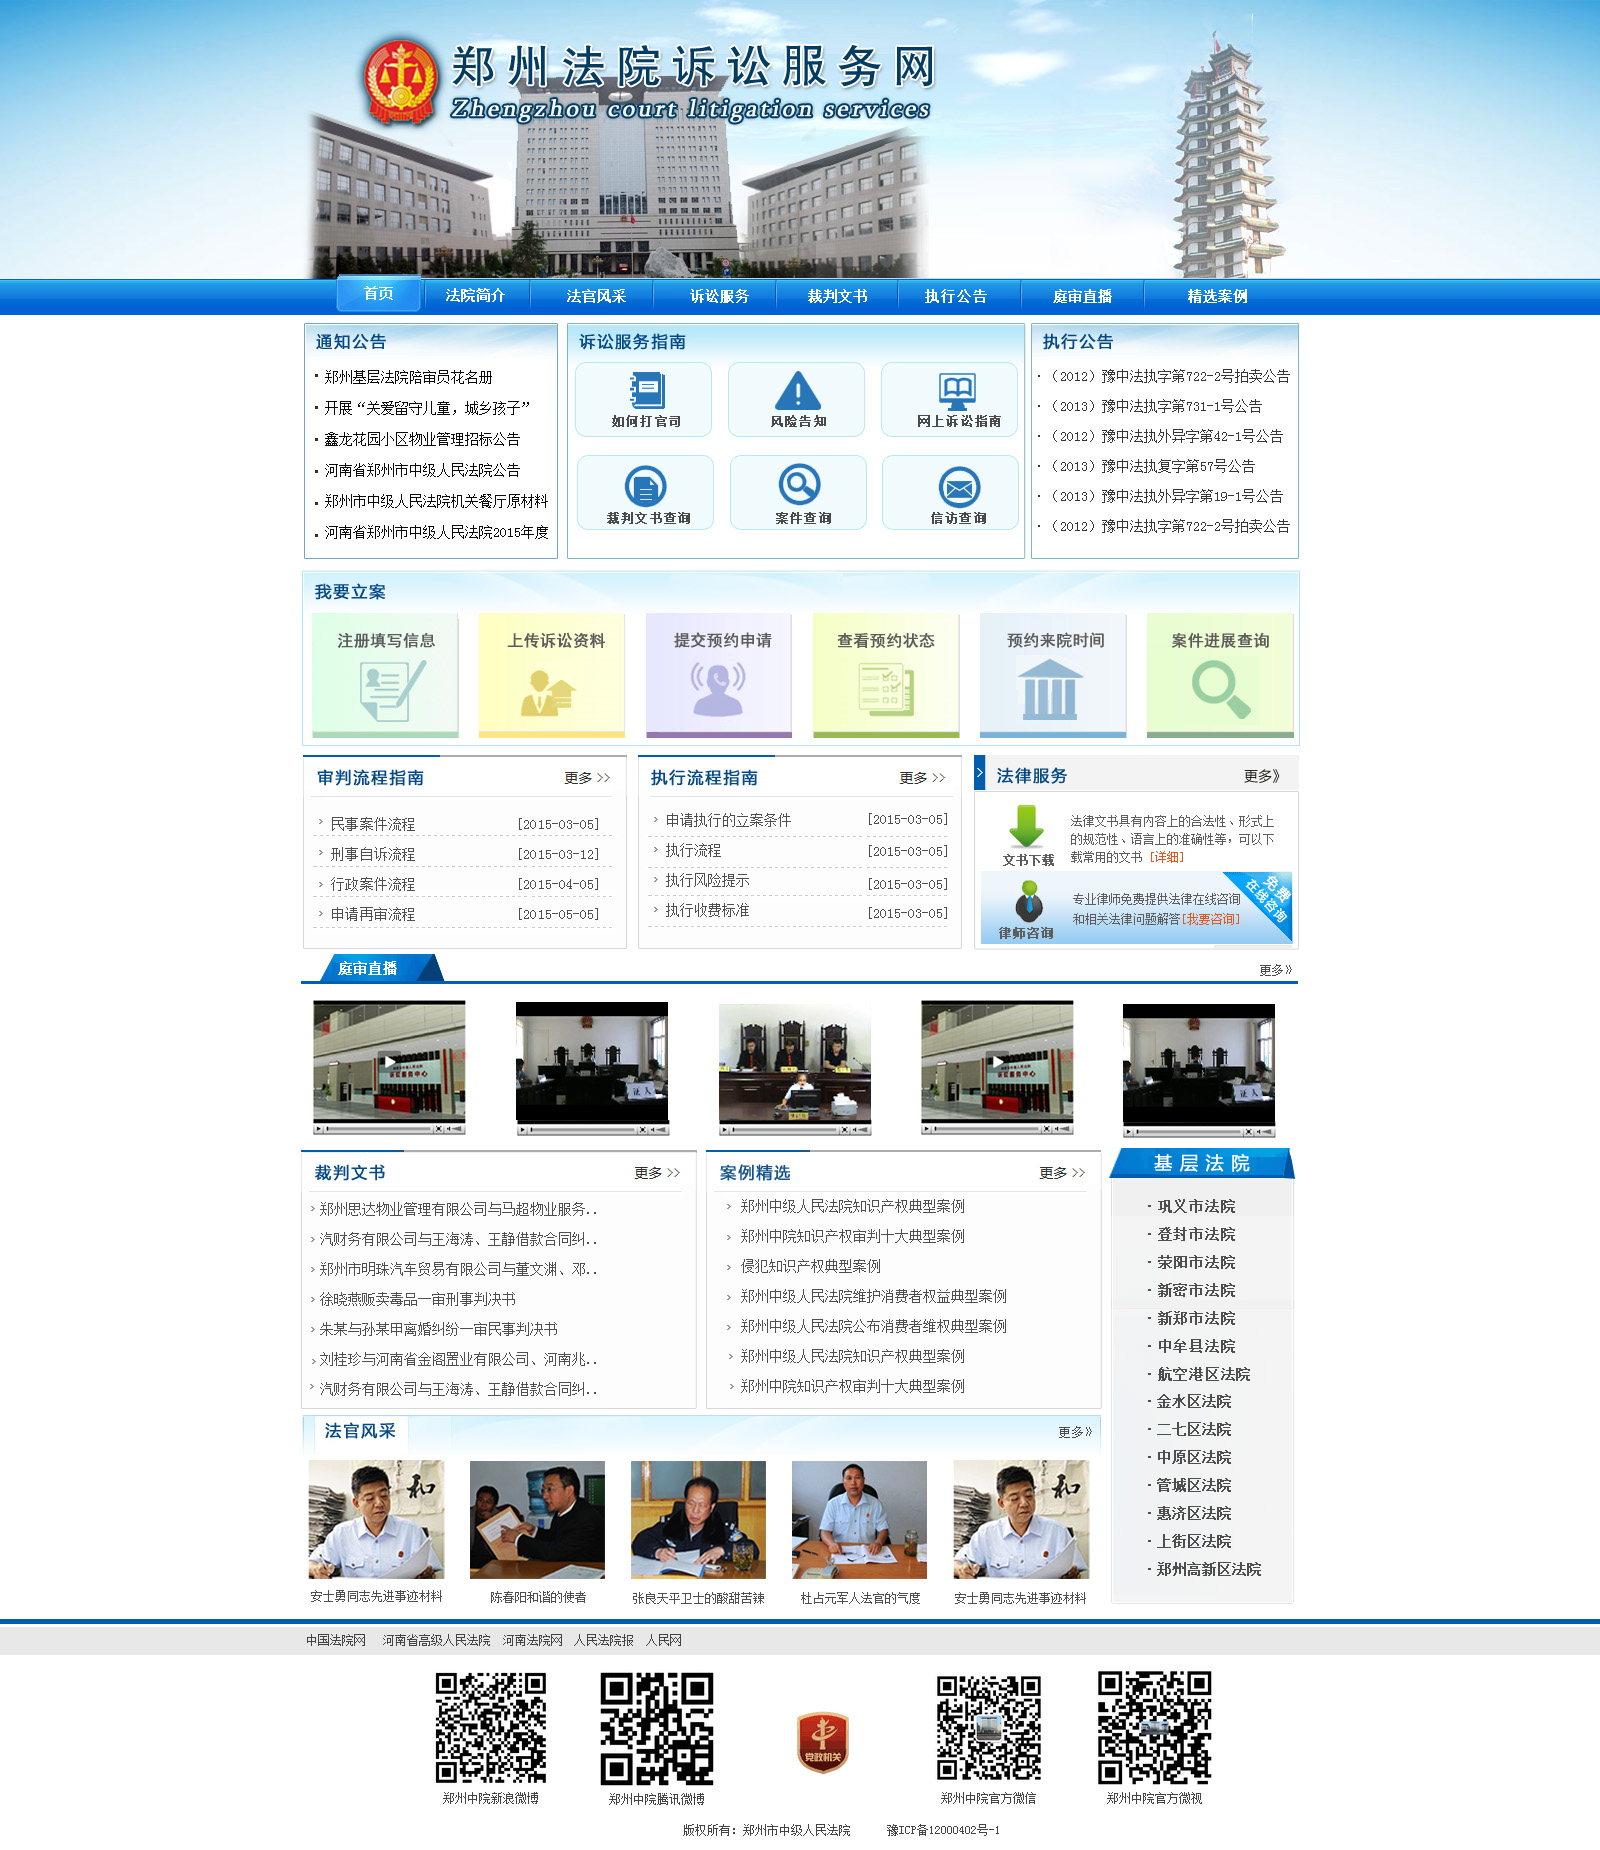 郑州法院诉讼服务网
Zhengzhou court litigation services
首页
法院简介
法官风采
诉讼服务
裁判文书
执行公告
庭审直播
精选案例
通知公告
郑州基层法院陪审员花名册
开展“关爱留守儿童，城乡孩子”
鑫龙花园小区物业管理招标公告
河南省郑州市中级人民法院公告
郑州市中级人民法院机关餐厅原材料
河南省郑州市中级人民法院2015年度
诉讼服务指南
如何打官司
风险告知
网上诉讼指南
裁判文书查询
案件查询
信访查询
执行公告
（2012）豫中法执字第722-2号拍卖公告
（2013）豫中法执字第731-1号公告
（2012）豫中法执外异字第42-1号公告
（2013）豫中法执复字第57号公告
（2013）豫中法执外异字第19-1号公告
（2012）豫中法执字第722-2号拍卖公告
我要立案
注册填写信息
上传诉讼资料
提交预约申请
查看预约状态
预约来院时间
案件进展查询
审判流程指南
更多 >>
民事案件流程 [2015-03-05]
刑事自诉流程 [2015-03-12]
行政案件流程 [2015-04-05]
申请再审流程 [2015-05-05]
执行流程指南
更多 >>
申请执行的立案条件 [2015-03-05]
执行流程 [2015-03-05]
执行风险提示 [2015-03-05]
执行收费标准 [2015-03-05]
法律服务
更多》
文书下载
法律文书具有内容上的合法性、形式上
的规范性、语言上的准确性等，可以下
载常用的文书 [详细]
律师咨询
专业律师免费提供法律在线咨询
和相关法律问题解答[我要咨询]
免费
在线咨询
庭审直播
更多》
诉讼服务中心
证人
诉讼服务中心
证人
裁判文书
更多 >>
郑州思达物业管理有限公司与马超物业服务..
汽财务有限公司与王海涛、王静借款合同纠..
郑州市明珠汽车贸易有限公司与董文渊、邓..
徐晓燕贩卖毒品一审刑事判决书
朱某与孙某甲离婚纠纷一审民事判决书
刘桂珍与河南省金阁置业有限公司、河南兆..
汽财务有限公司与王海涛、王静借款合同纠..
案例精选
更多 >>
郑州中级人民法院知识产权典型案例
郑州中院知识产权审判十大典型案例
侵犯知识产权典型案例
郑州中级人民法院维护消费者权益典型案例
郑州中级人民法院公布消费者维权典型案例
郑州中级人民法院知识产权典型案例
郑州中院知识产权审判十大典型案例
基层法院
巩义市法院
登封市法院
荥阳市法院
新密市法院
新郑市法院
中牟县法院
航空港区法院
金水区法院
二七区法院
中原区法院
管城区法院
惠济区法院
上街区法院
郑州高新区法院
法官风采
更多》
和
和
安士勇同志先进事迹材料
陈春阳和谐的使者
张良天平卫士的酸甜苦辣
杜占元军人法官的气度
安士勇同志先进事迹材料
中国法院网 河南省高级人民法院 河南法院网 人民法院报 人民网
党政机关
郑州中院新浪微博
郑州中院腾讯微博
郑州中院官方微信
郑州中院官方微视
版权所有：郑州市中级人民法院 豫ICP备12000402号-1